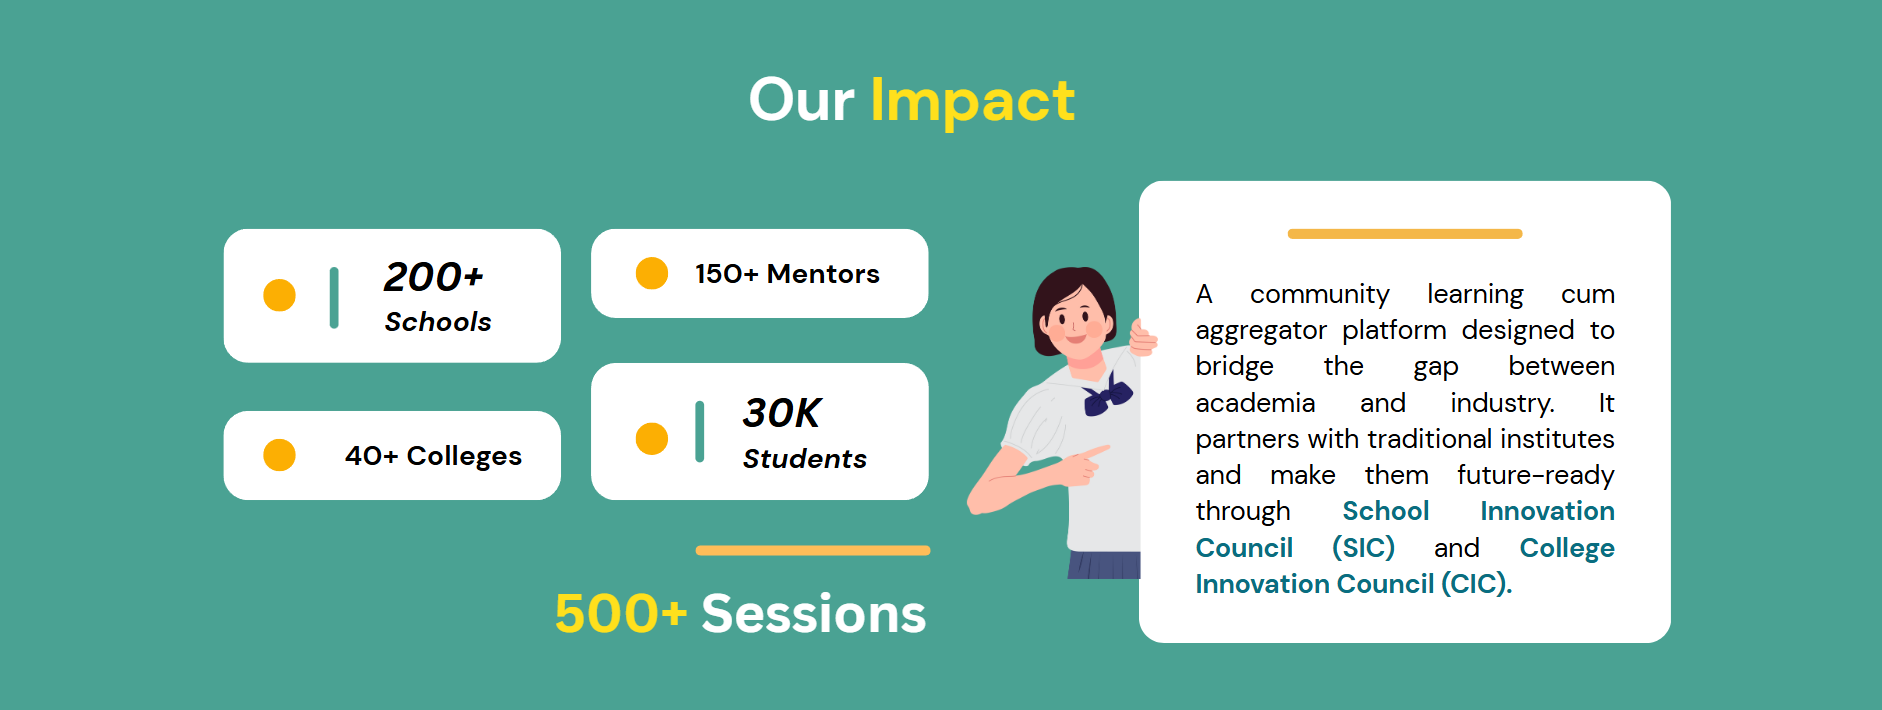 Our Impact
200+
Schools
150+ Mentors
40+ Colleges
30K
Students
500+ Sessions
A community learning cum
aggregator platform designed to
bridge the gap between
academia and industry. It
partners with traditional institutes
and make them future-ready
through School Innovation
Council (SIC) and College
Innovation Council (CIC).